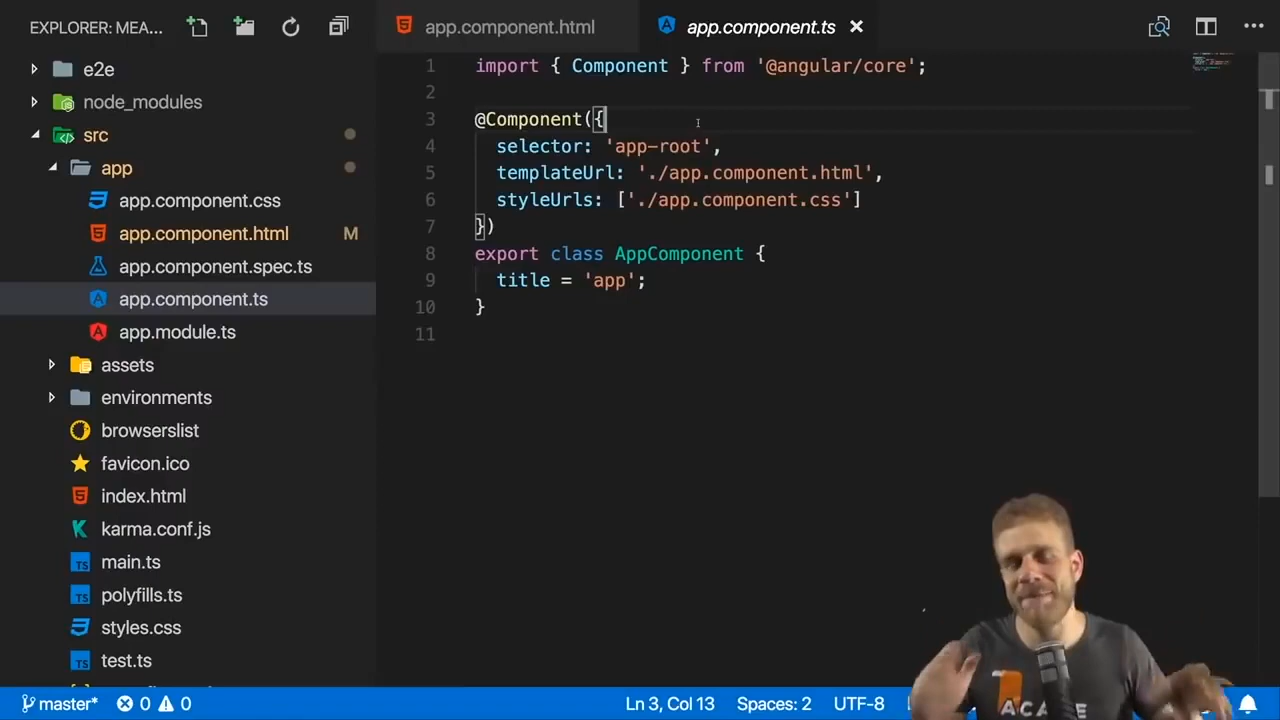 EXPLORER: MEA...
app.component.html
app.component.ts
e2e
node_modules
src
app
app.component.css
app.component.html M
app.component.spec.ts
app.component.ts
app.module.ts
assets
environments
browserslist
favicon.ico
index.html
karma.conf.js
main.ts
polyfills.ts
styles.css
test.ts
1 import { Component } from '@angular/core';
2
3 @Component({
4 selector: 'app-root',
5 templateUrl: './app.component.html',
6 styleUrls: ['./app.component.css']
7 })
8 export class AppComponent {
9 title = 'app';
10 }
11
ACADE
master* 0 0 Ln 3, Col 13 Spaces: 2 UTF-8